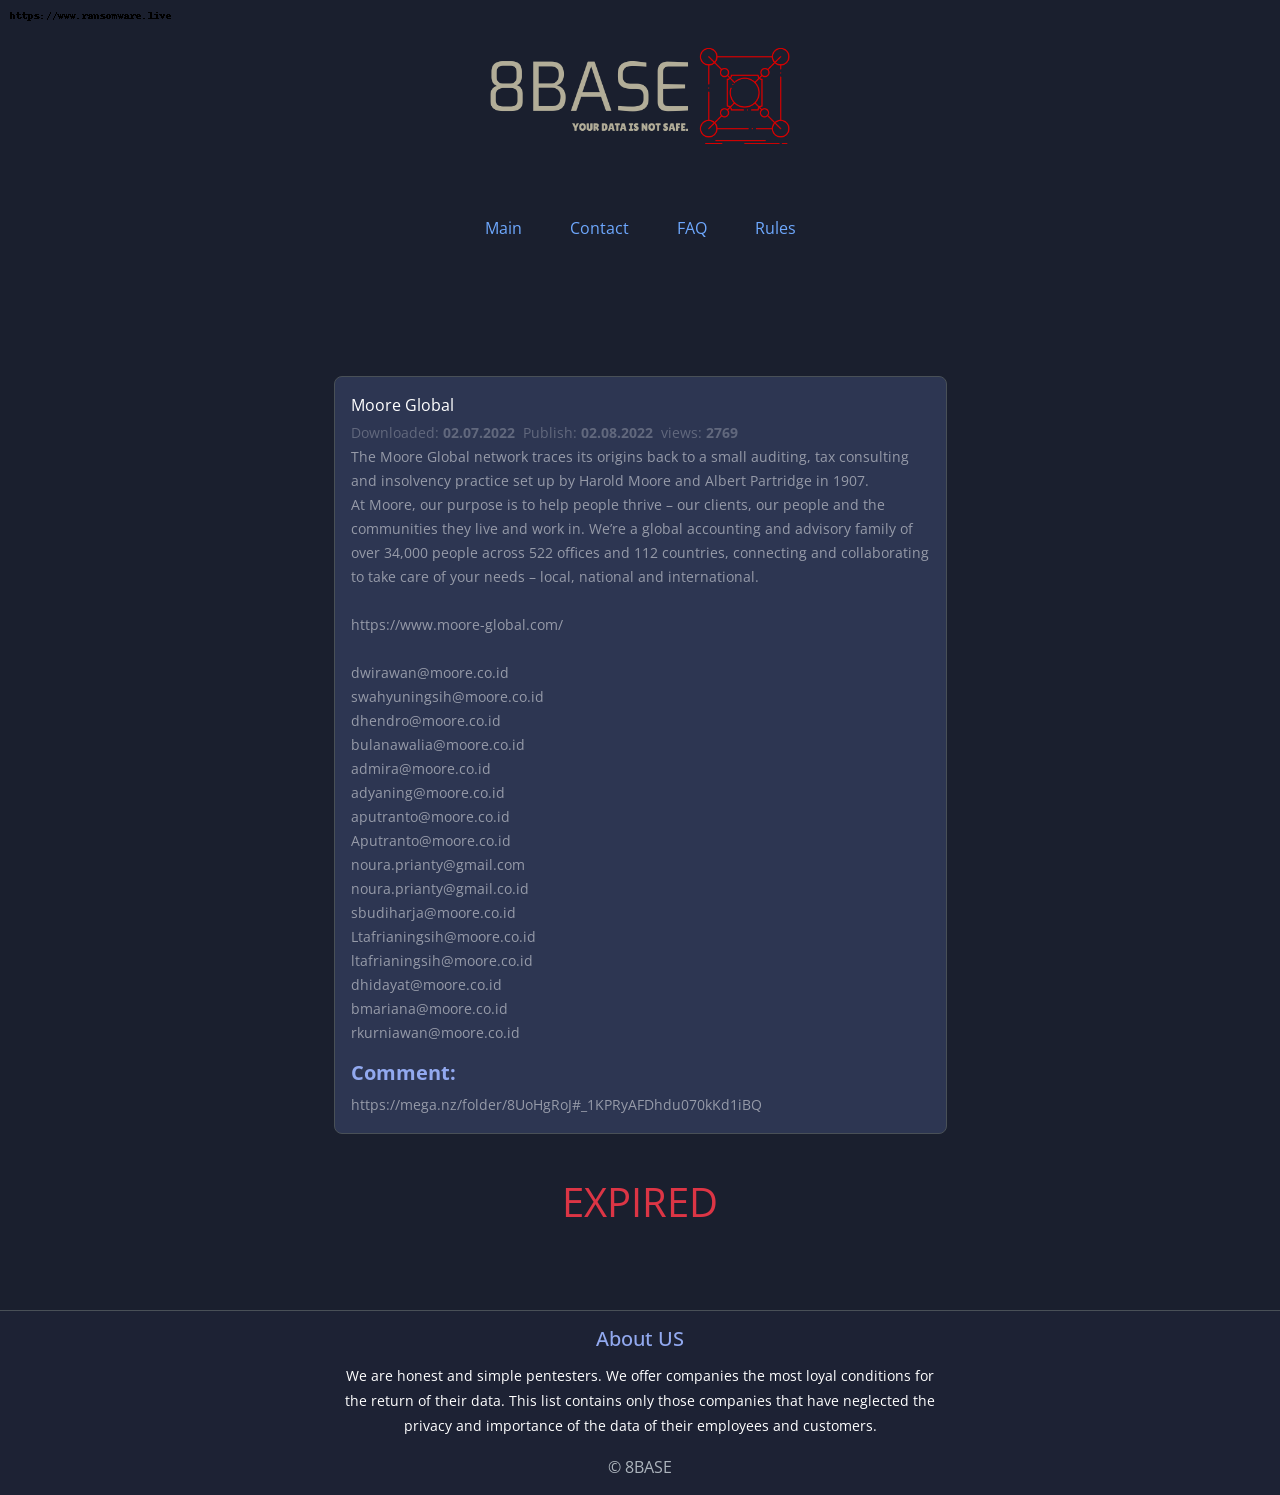 https://www.ransomware.live
8BASE
YOUR DATA IS NOT SAFE.
Main Contact FAQ Rules
Moore Global
Downloaded: 02.07.2022 Publish: 02.08.2022 views: 2769
The Moore Global network traces its origins back to a small auditing, tax consulting
and insolvency practice set up by Harold Moore and Albert Partridge in 1907.
At Moore, our purpose is to help people thrive – our clients, our people and the
communities they live and work in. We’re a global accounting and advisory family of
over 34,000 people across 522 offices and 112 countries, connecting and collaborating
to take care of your needs – local, national and international.
https://www.moore-global.com/
dwirawan@moore.co.id
swahyuningsih@moore.co.id
dhendro@moore.co.id
bulanawalia@moore.co.id
admira@moore.co.id
adyaning@moore.co.id
aputranto@moore.co.id
Aputranto@moore.co.id
noura.prianty@gmail.com
noura.prianty@gmail.co.id
sbudiharja@moore.co.id
Ltafrianingsih@moore.co.id
ltafrianingsih@moore.co.id
dhidayat@moore.co.id
bmariana@moore.co.id
rkurniawan@moore.co.id
Comment:
https://mega.nz/folder/8UoHgRoJ#_1KPRyAFDhdu070kKd1iBQ
EXPIRED
About US
We are honest and simple pentesters. We offer companies the most loyal conditions for
the return of their data. This list contains only those companies that have neglected the
privacy and importance of the data of their employees and customers.
© 8BASE